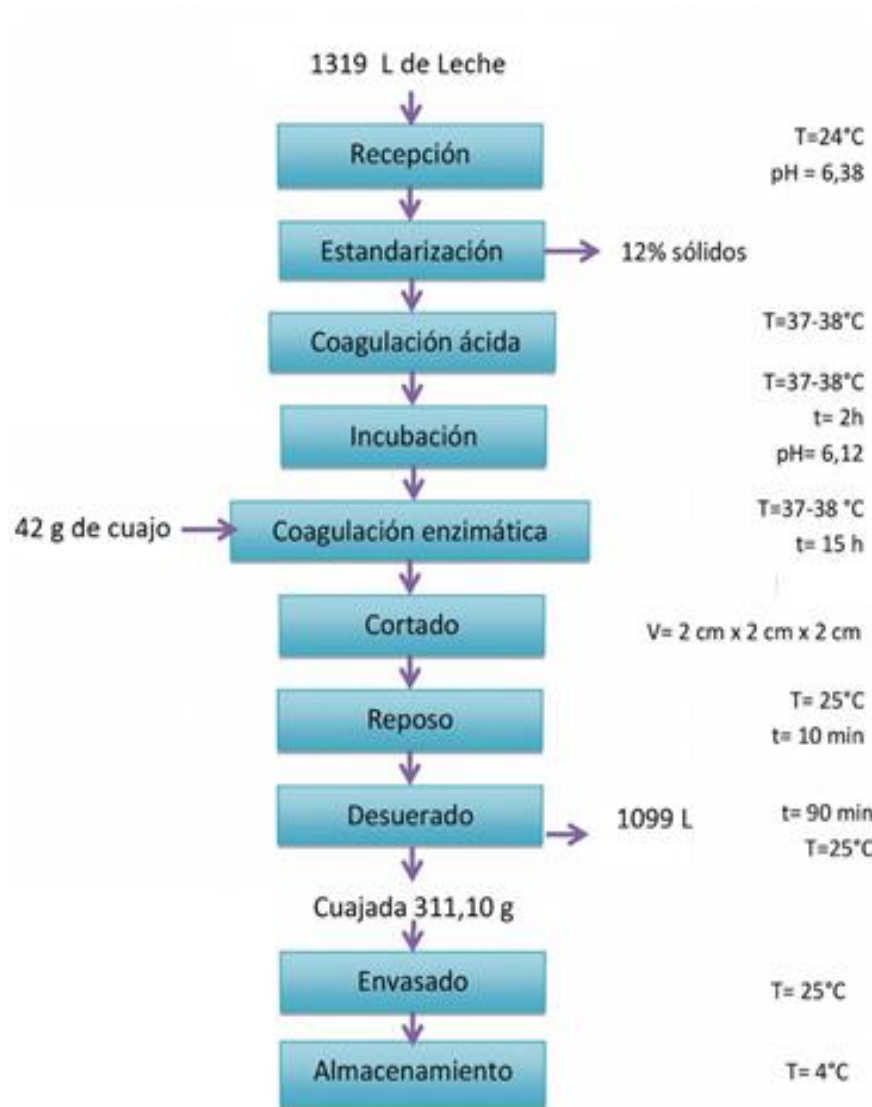 1319 L de Leche
Recepción
T=24°C
pH = 6,38
Estandarización
12% sólidos
Coagulación ácida
T=37-38°C
Incubación
T=37-38°C
t= 2h
pH= 6,12
42 g de cuajo
Coagulación enzimática
T=37-38 °C
t= 15 h
Cortado
V= 2 cm x 2 cm x 2 cm
Reposo
T= 25°C
t= 10 min
Desuerado
1099 L
t= 90 min
T=25°C
Cuajada 311,10 g
Envasado
T= 25°C
Almacenamiento
T= 4°C